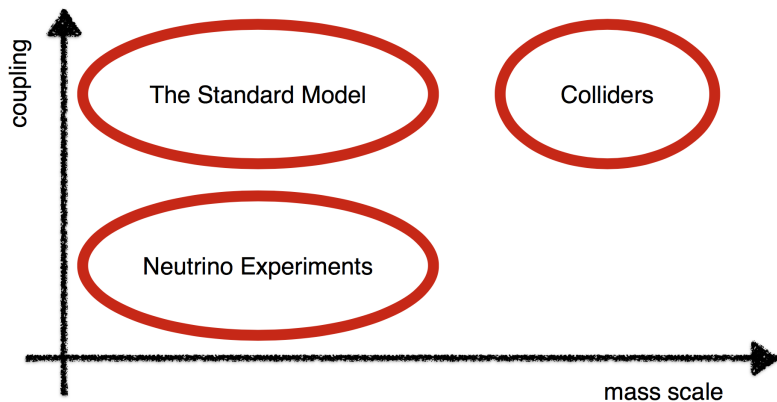 coupling
The Standard Model
Colliders
Neutrino Experiments
mass scale